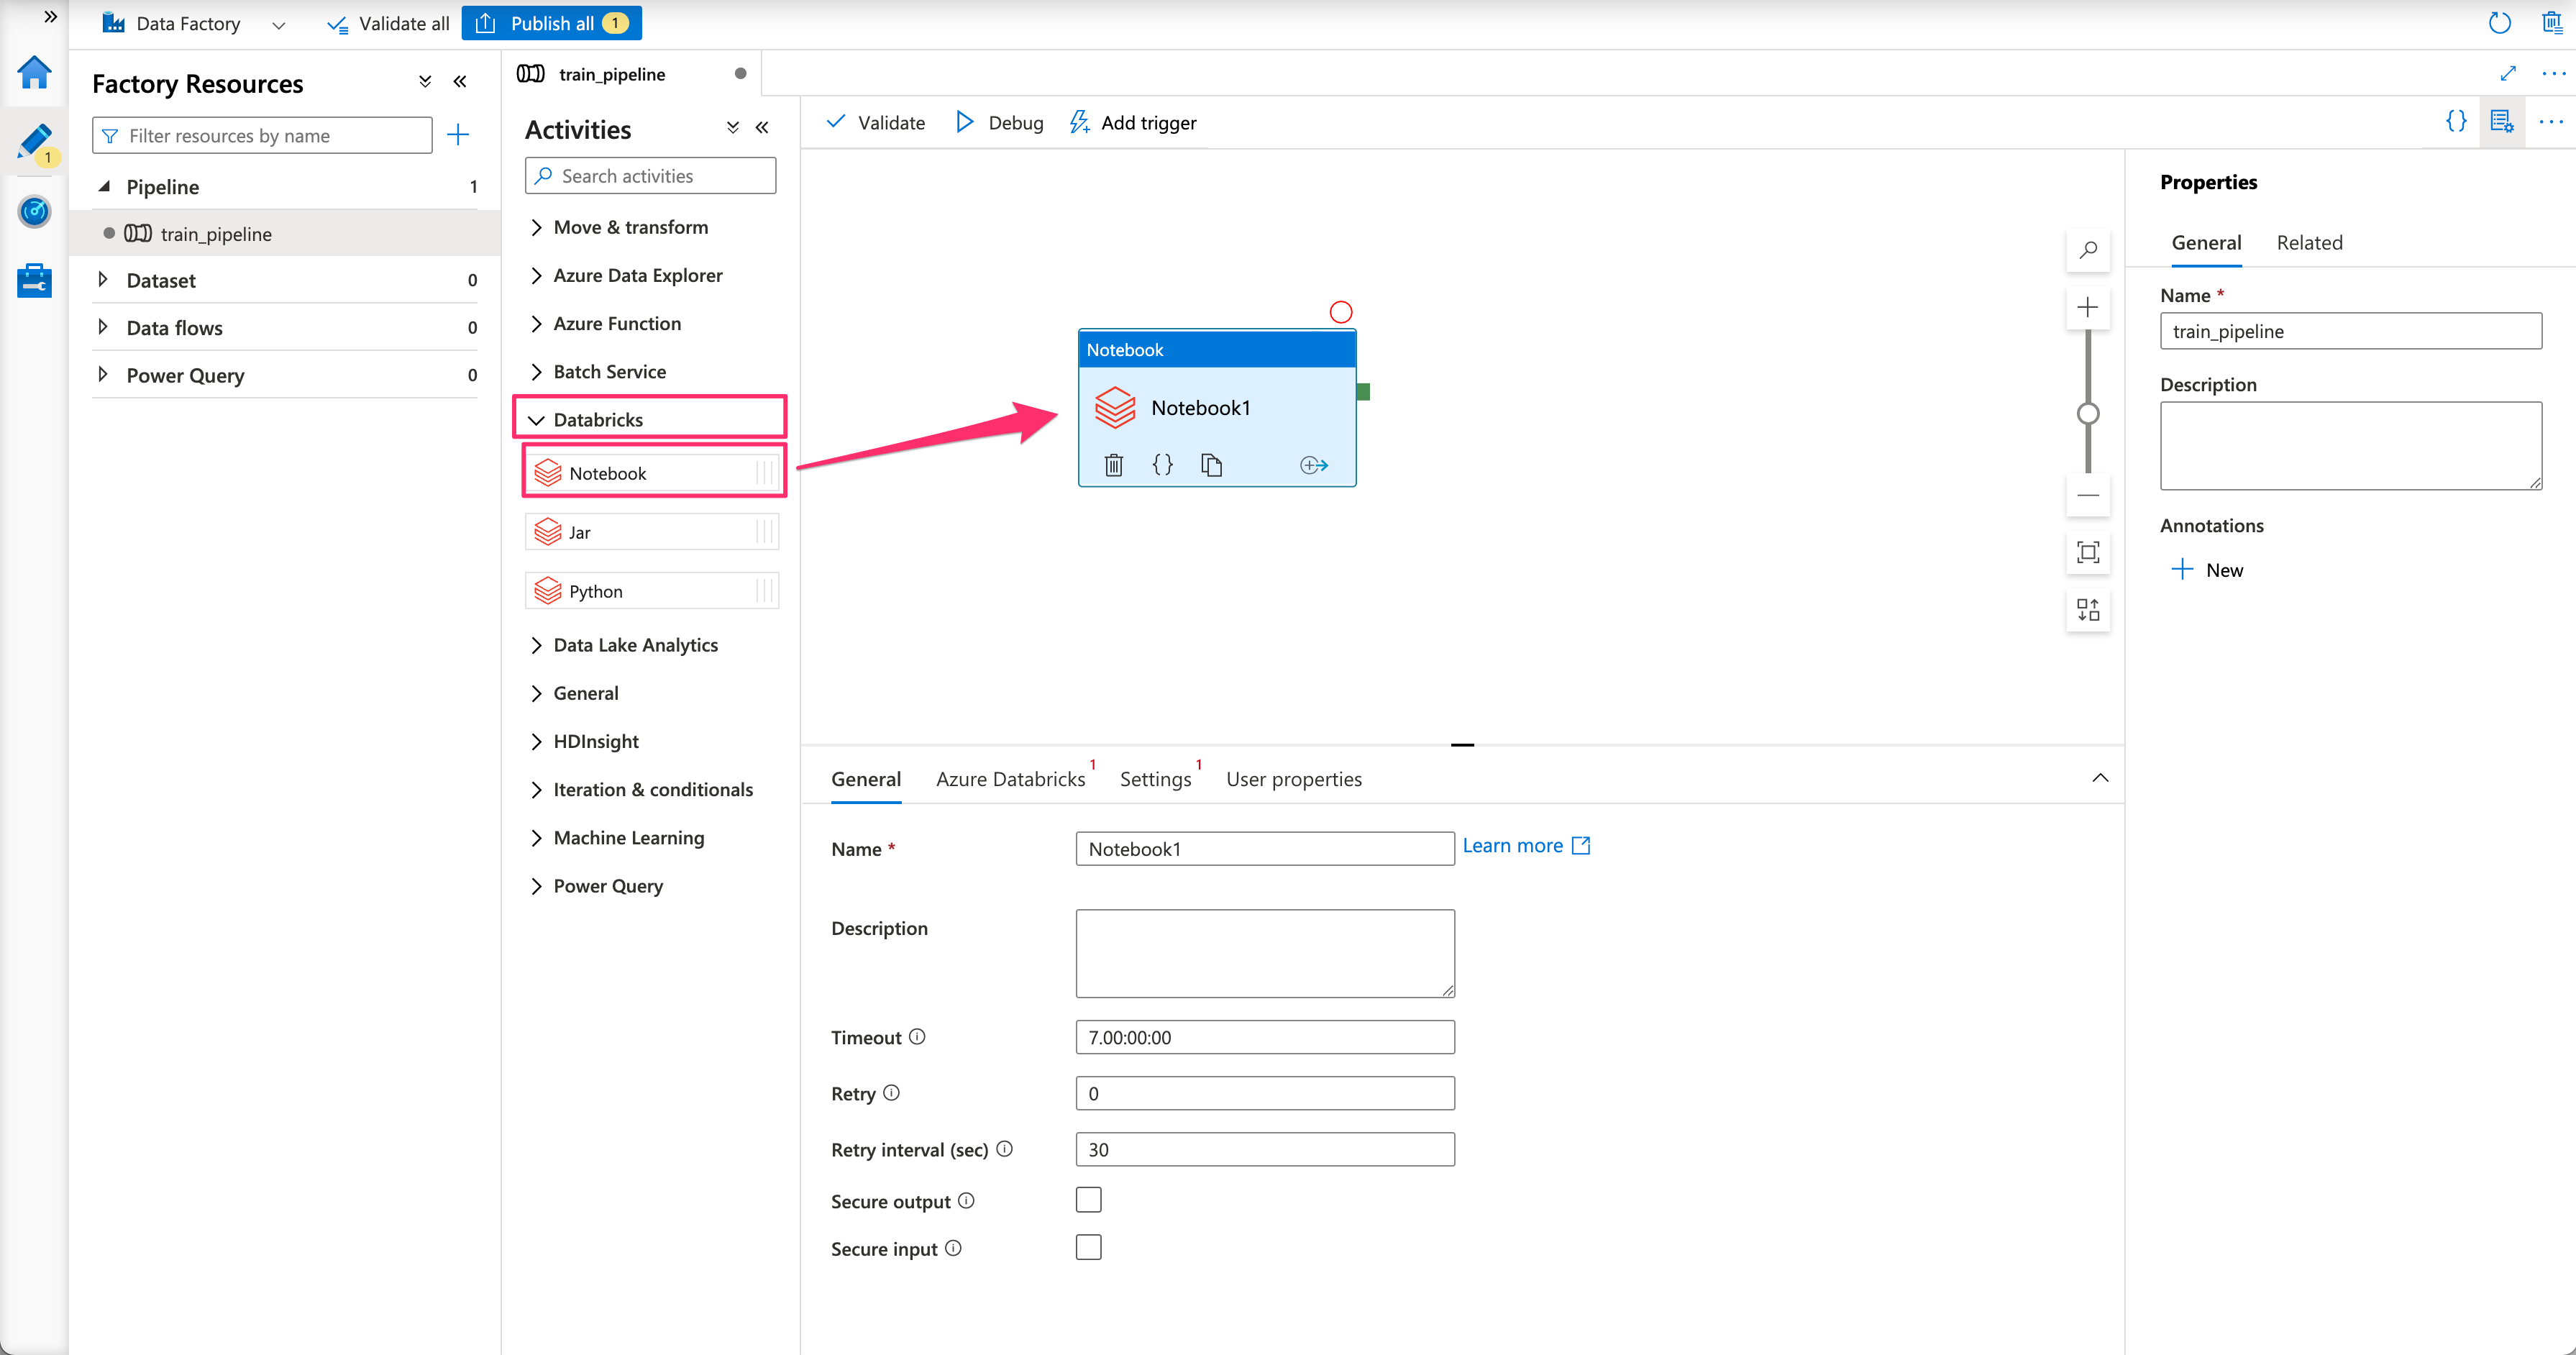 Data Factory
Validate all
Publish all 1
Factory Resources
Filter resources by name
1
Pipeline 1
train_pipeline
Dataset 0
Data flows 0
Power Query 0
train_pipeline
Activities
Search activities
Move & transform
Azure Data Explorer
Azure Function
Batch Service
Databricks
Notebook
Jar
Python
Data Lake Analytics
General
HDInsight
Iteration & conditionals
Machine Learning
Power Query
Validate
Debug
Add trigger
{}
Notebook
Notebook1
{}
General
Azure Databricks 1
Settings 1
User properties
Name * Notebook1 Learn more
Description
Timeout 7.00:00:00
Retry 0
Retry interval (sec) 30
Secure output
Secure input
Properties
General Related
Name *
train_pipeline
Description
Annotations
New